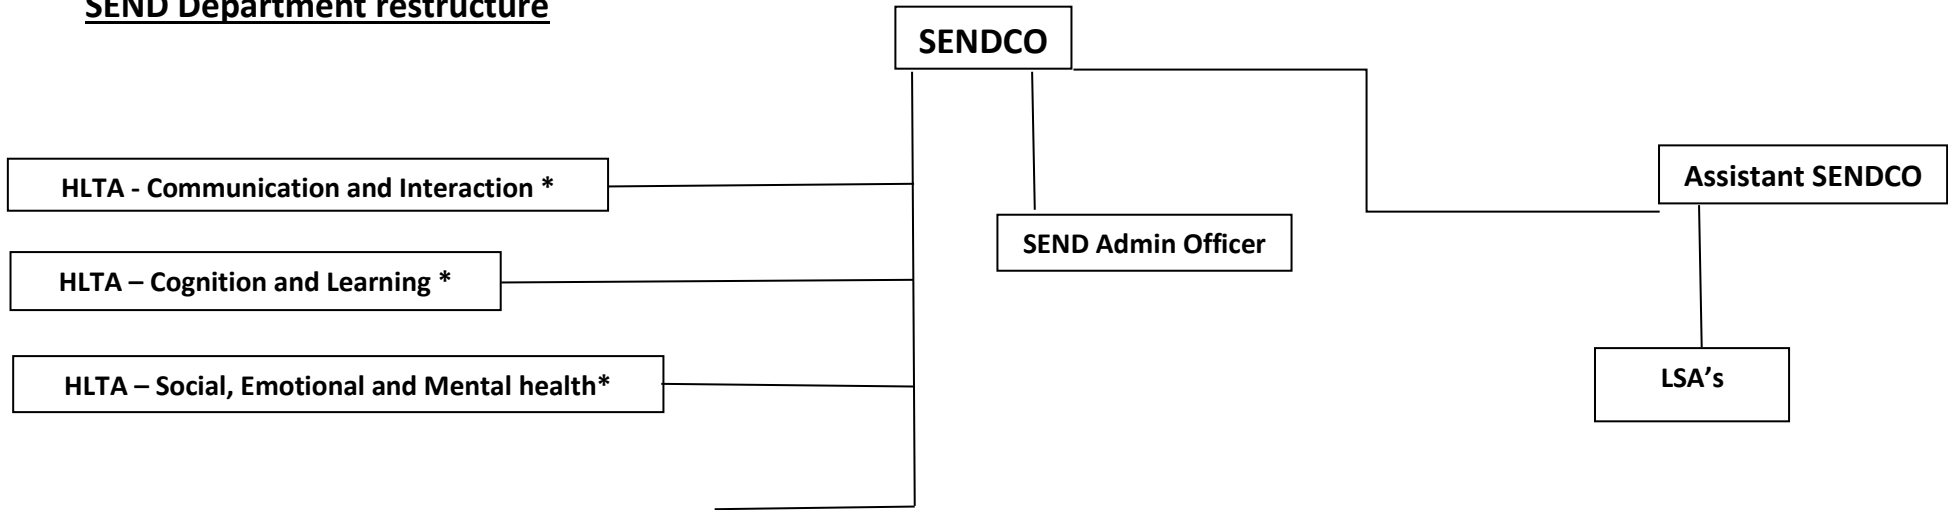 SEND Department restructure
SENDCO
HLTA - Communication and Interaction *
Assistant SENDCO
SEND Admin Officer
HLTA – Cognition and Learning *
HLTA – Social, Emotional and Mental health*
LSA’s